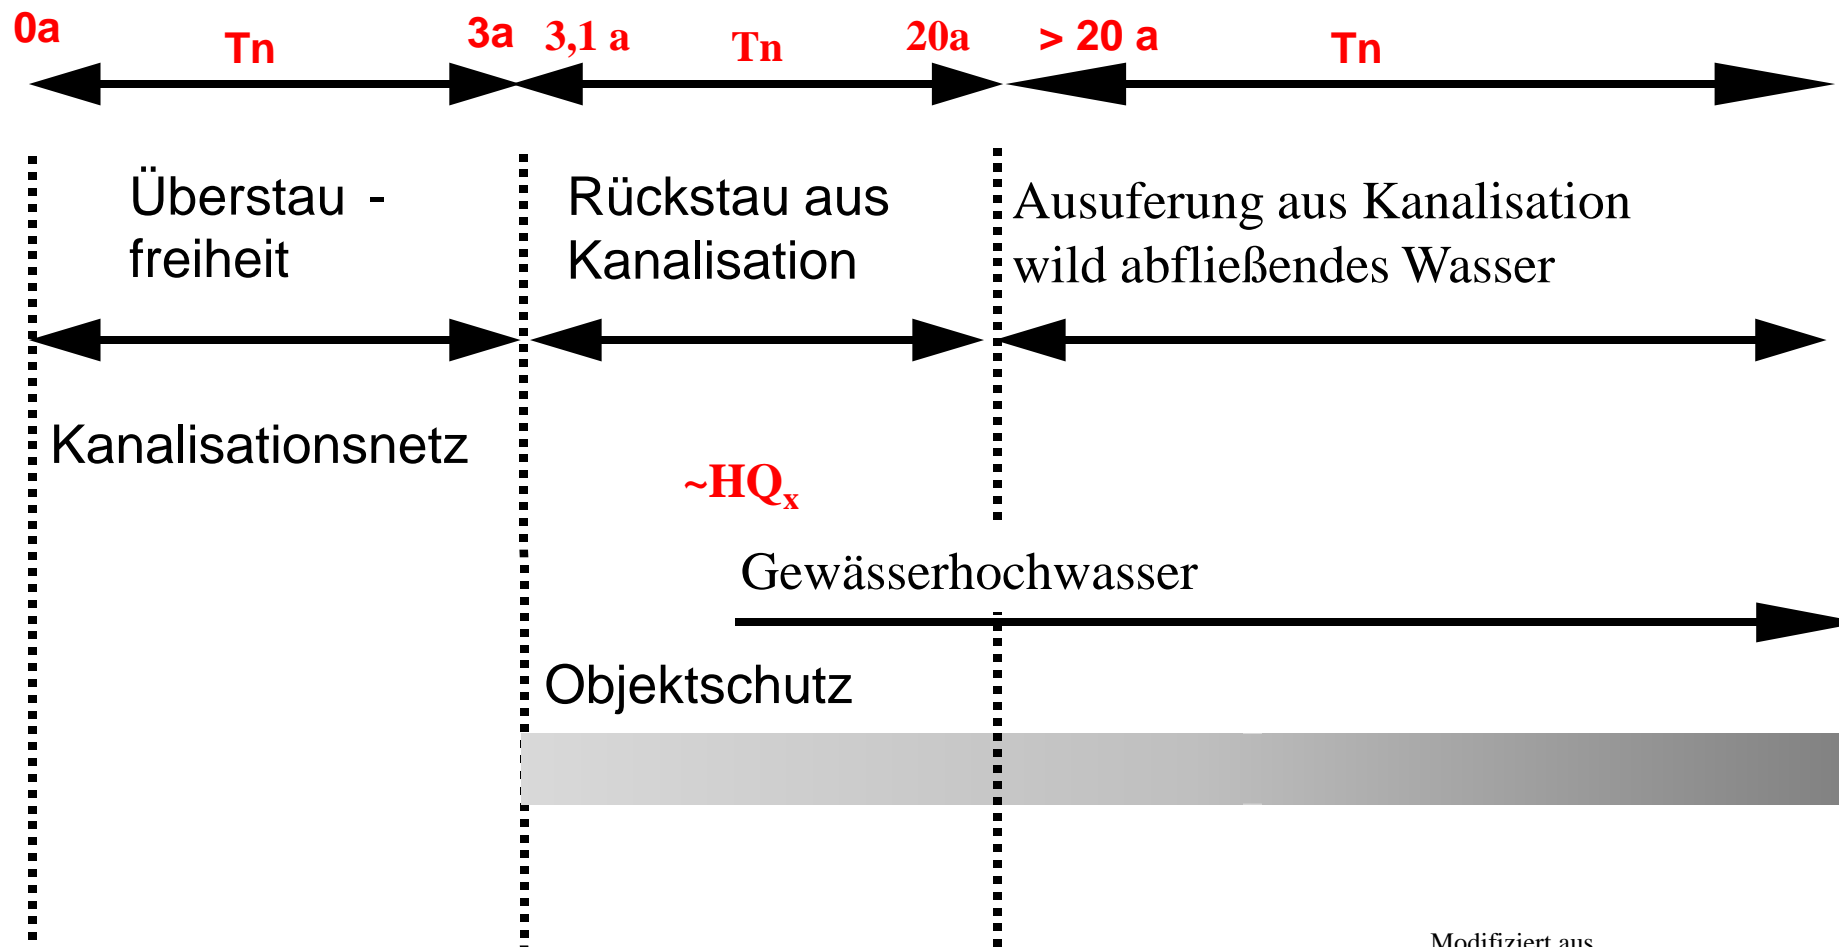 0a Tn 3a 3,1 a Tn 20a > 20 a Tn
Überstau -
freiheit
Rückstau aus
Kanalisation
Ausuferung aus Kanalisation
wild abfließendes Wasser
Kanalisationsnetz
~HQx
Gewässerhochwasser
Objektschutz
Modifiziert aus